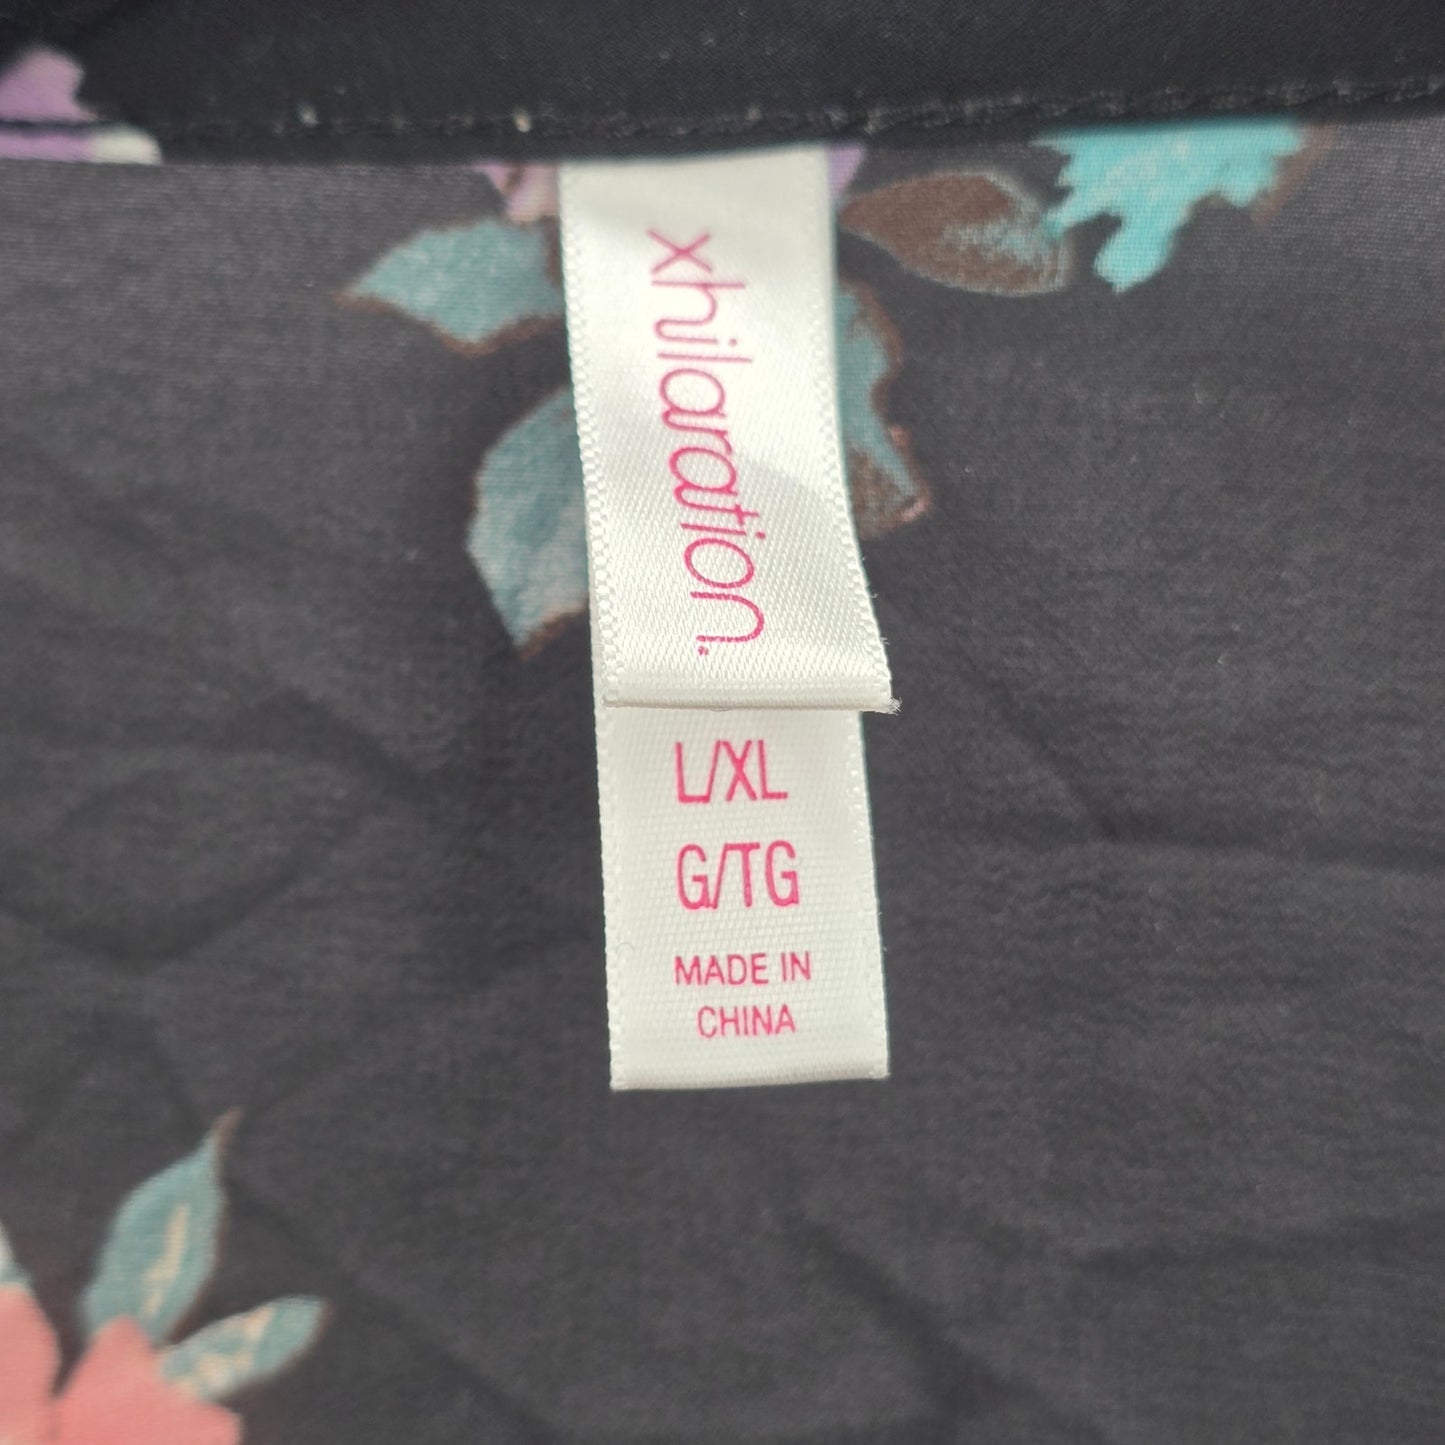 xhilaration.
L/XL
G/TG
MADE IN
CHINA